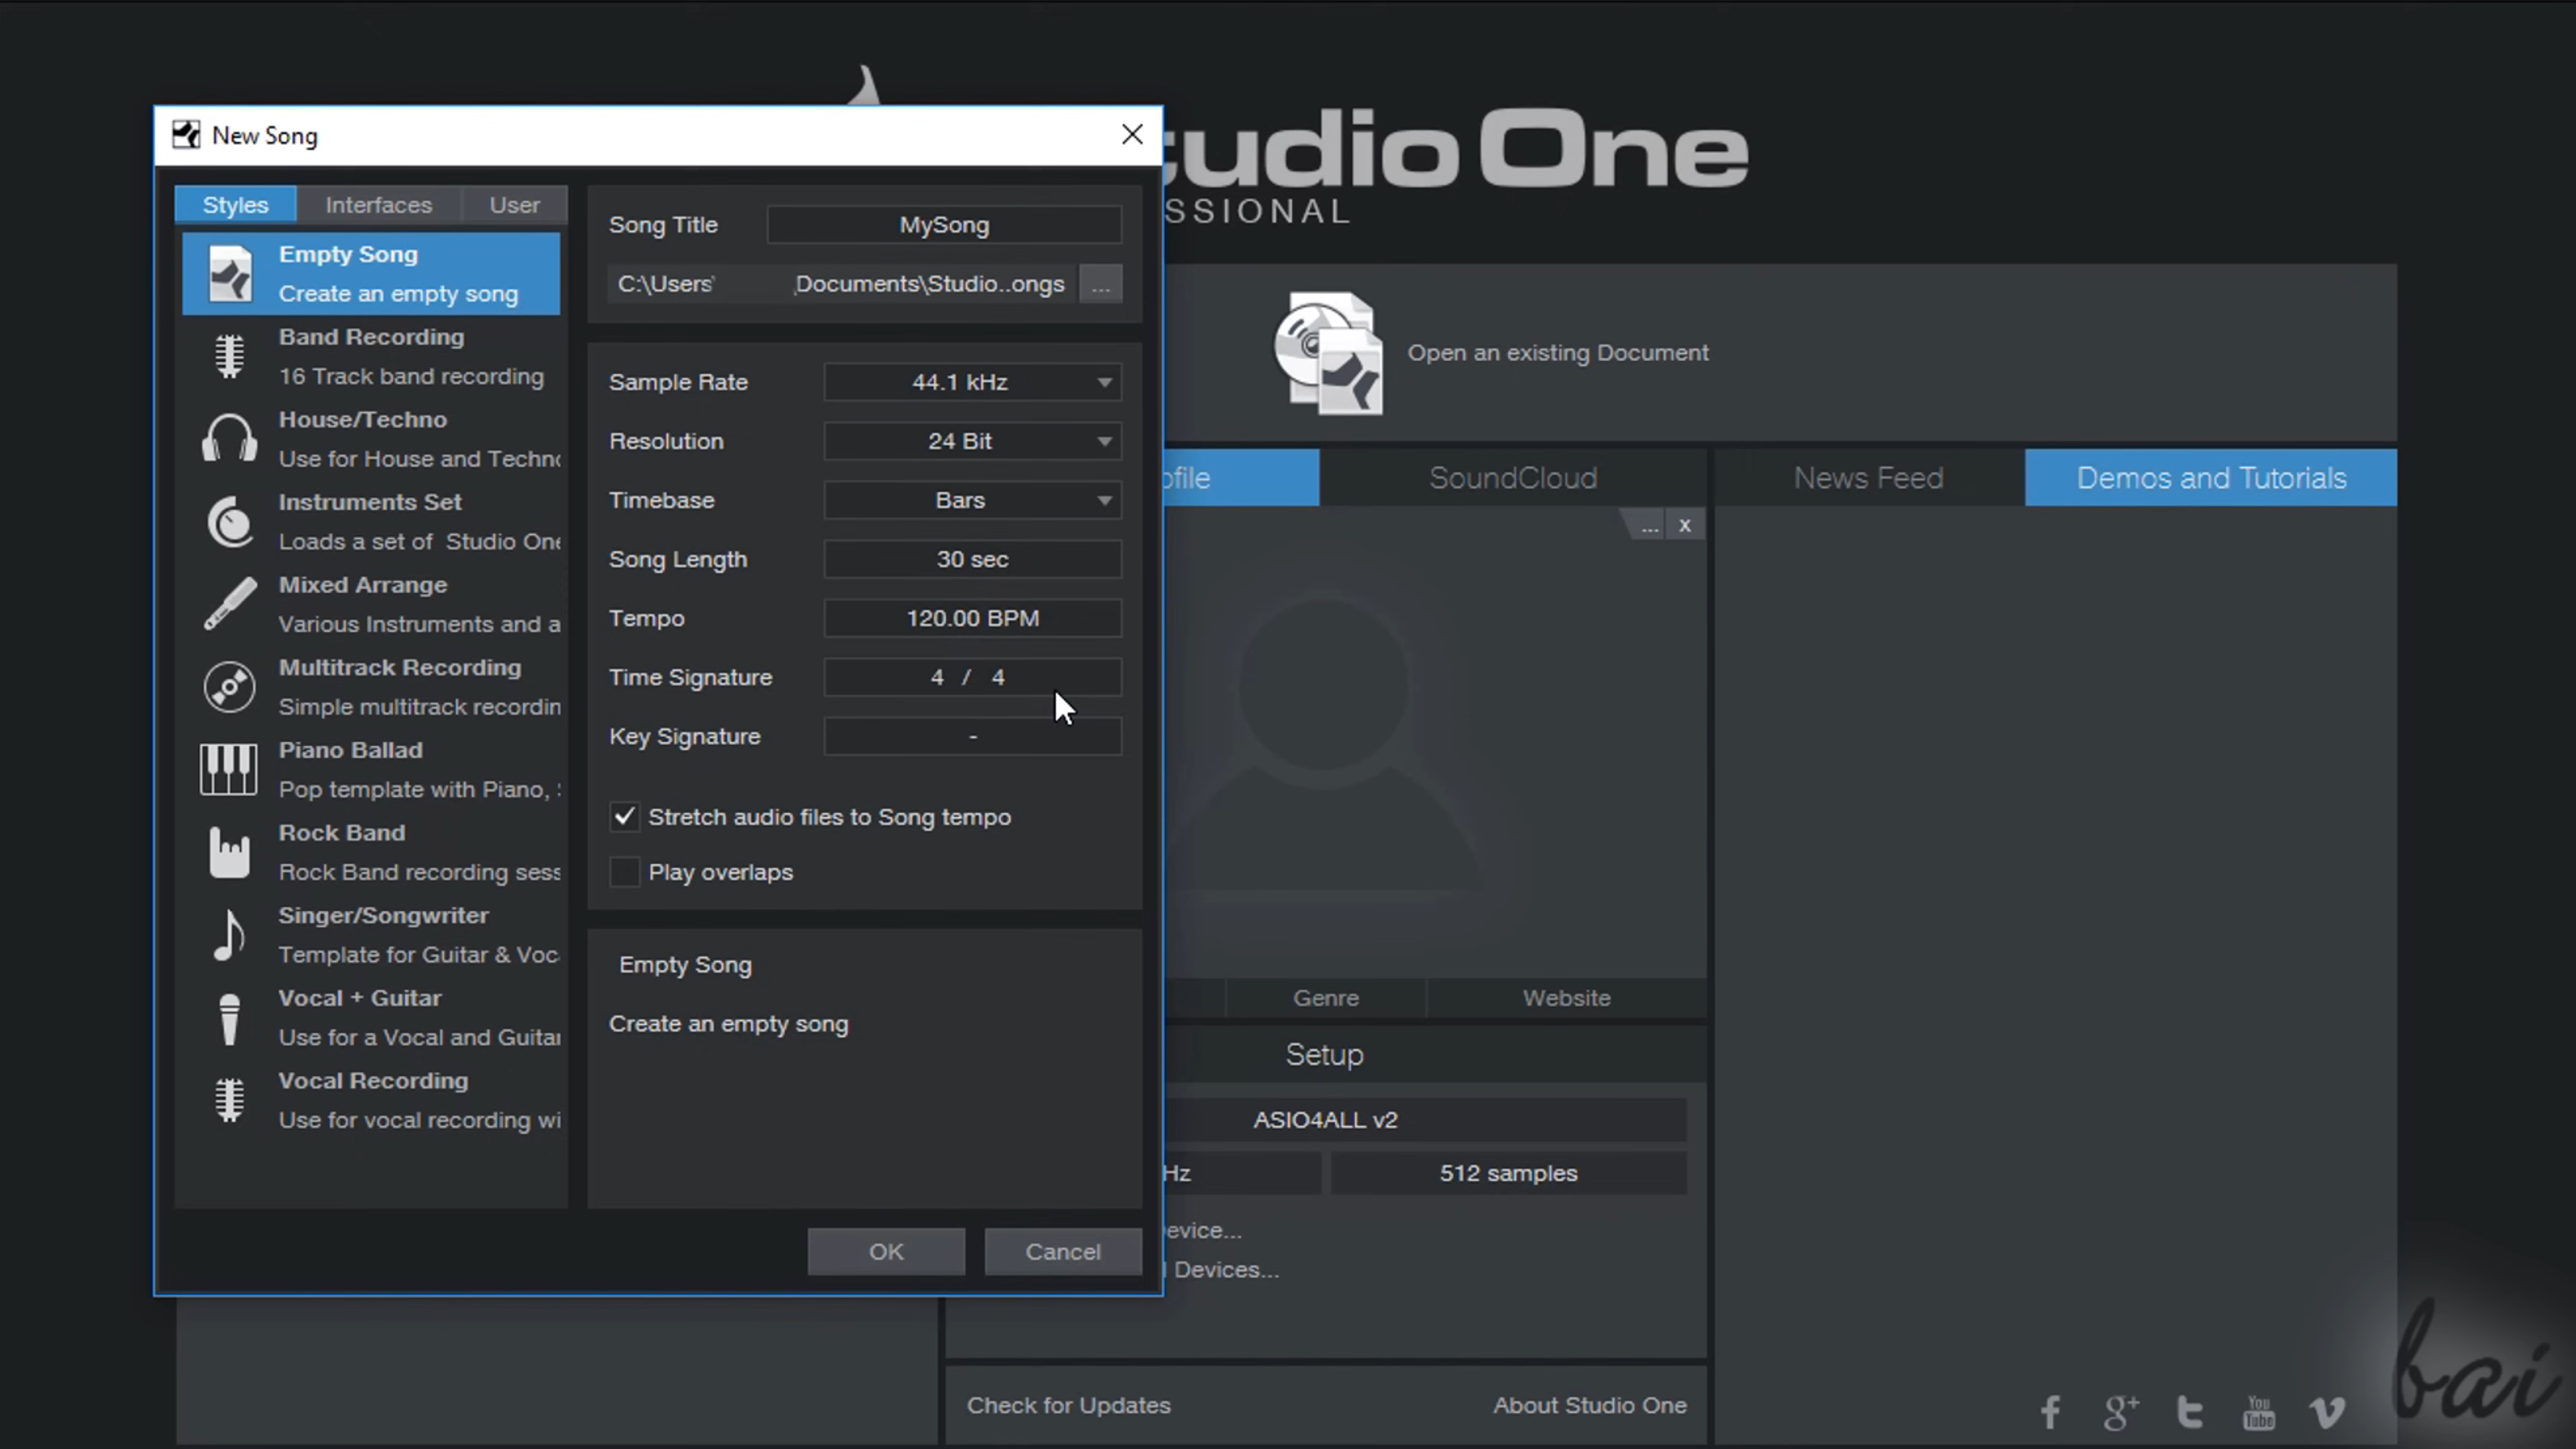 New Song
Styles Interfaces User
Empty Song
Create an empty song
Band Recording
16 Track band recording
House/Techno
Use for House and Techno
Instruments Set
Loads a set of Studio One
Mixed Arrange
Various Instruments and a
Multitrack Recording
Simple multitrack recordin
Piano Ballad
Pop template with Piano,
Rock Band
Rock Band recording sess
Singer/Songwriter
Template for Guitar & Voc
Vocal + Guitar
Use for a Vocal and Guitar
Vocal Recording
Use for vocal recording wi
Song Title MySong
C:\Users Documents\Studio..ongs ...
Sample Rate 44.1 kHz
Resolution 24 Bit
Timebase Bars
Song Length 30 sec
Tempo 120.00 BPM
Time Signature 4 / 4
Key Signature -
Stretch audio files to Song tempo
Play overlaps
Empty Song
Create an empty song
OK Cancel
tudio One
SSIONAL
Open an existing Document
ofile SoundCloud News Feed Demos and Tutorials
... x
Genre Website
Setup
ASIO4ALL v2
Hz 512 samples
evice...
l Devices...
Check for Updates About Studio One
f g+ t You Tube v
bai